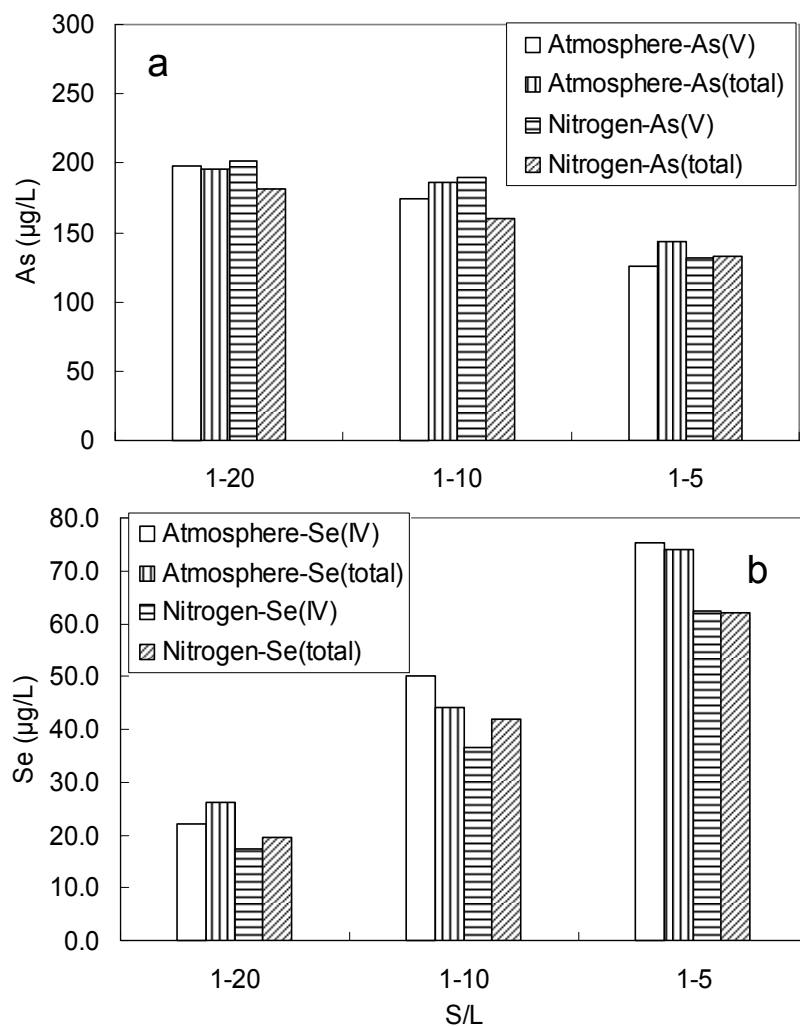 300
250
200
150
100
50
0
As (µg/L)
a
Atmosphere-As(V)
Atmosphere-As(total)
Nitrogen-As(V)
Nitrogen-As(total)
1-20 1-10 1-5
80.0
70.0
60.0
50.0
40.0
30.0
20.0
10.0
0.0
Se (µg/L)
Atmosphere-Se(IV)
Atmosphere-Se(total)
Nitrogen-Se(IV)
Nitrogen-Se(total)
b
1-20 1-10 1-5
S/L